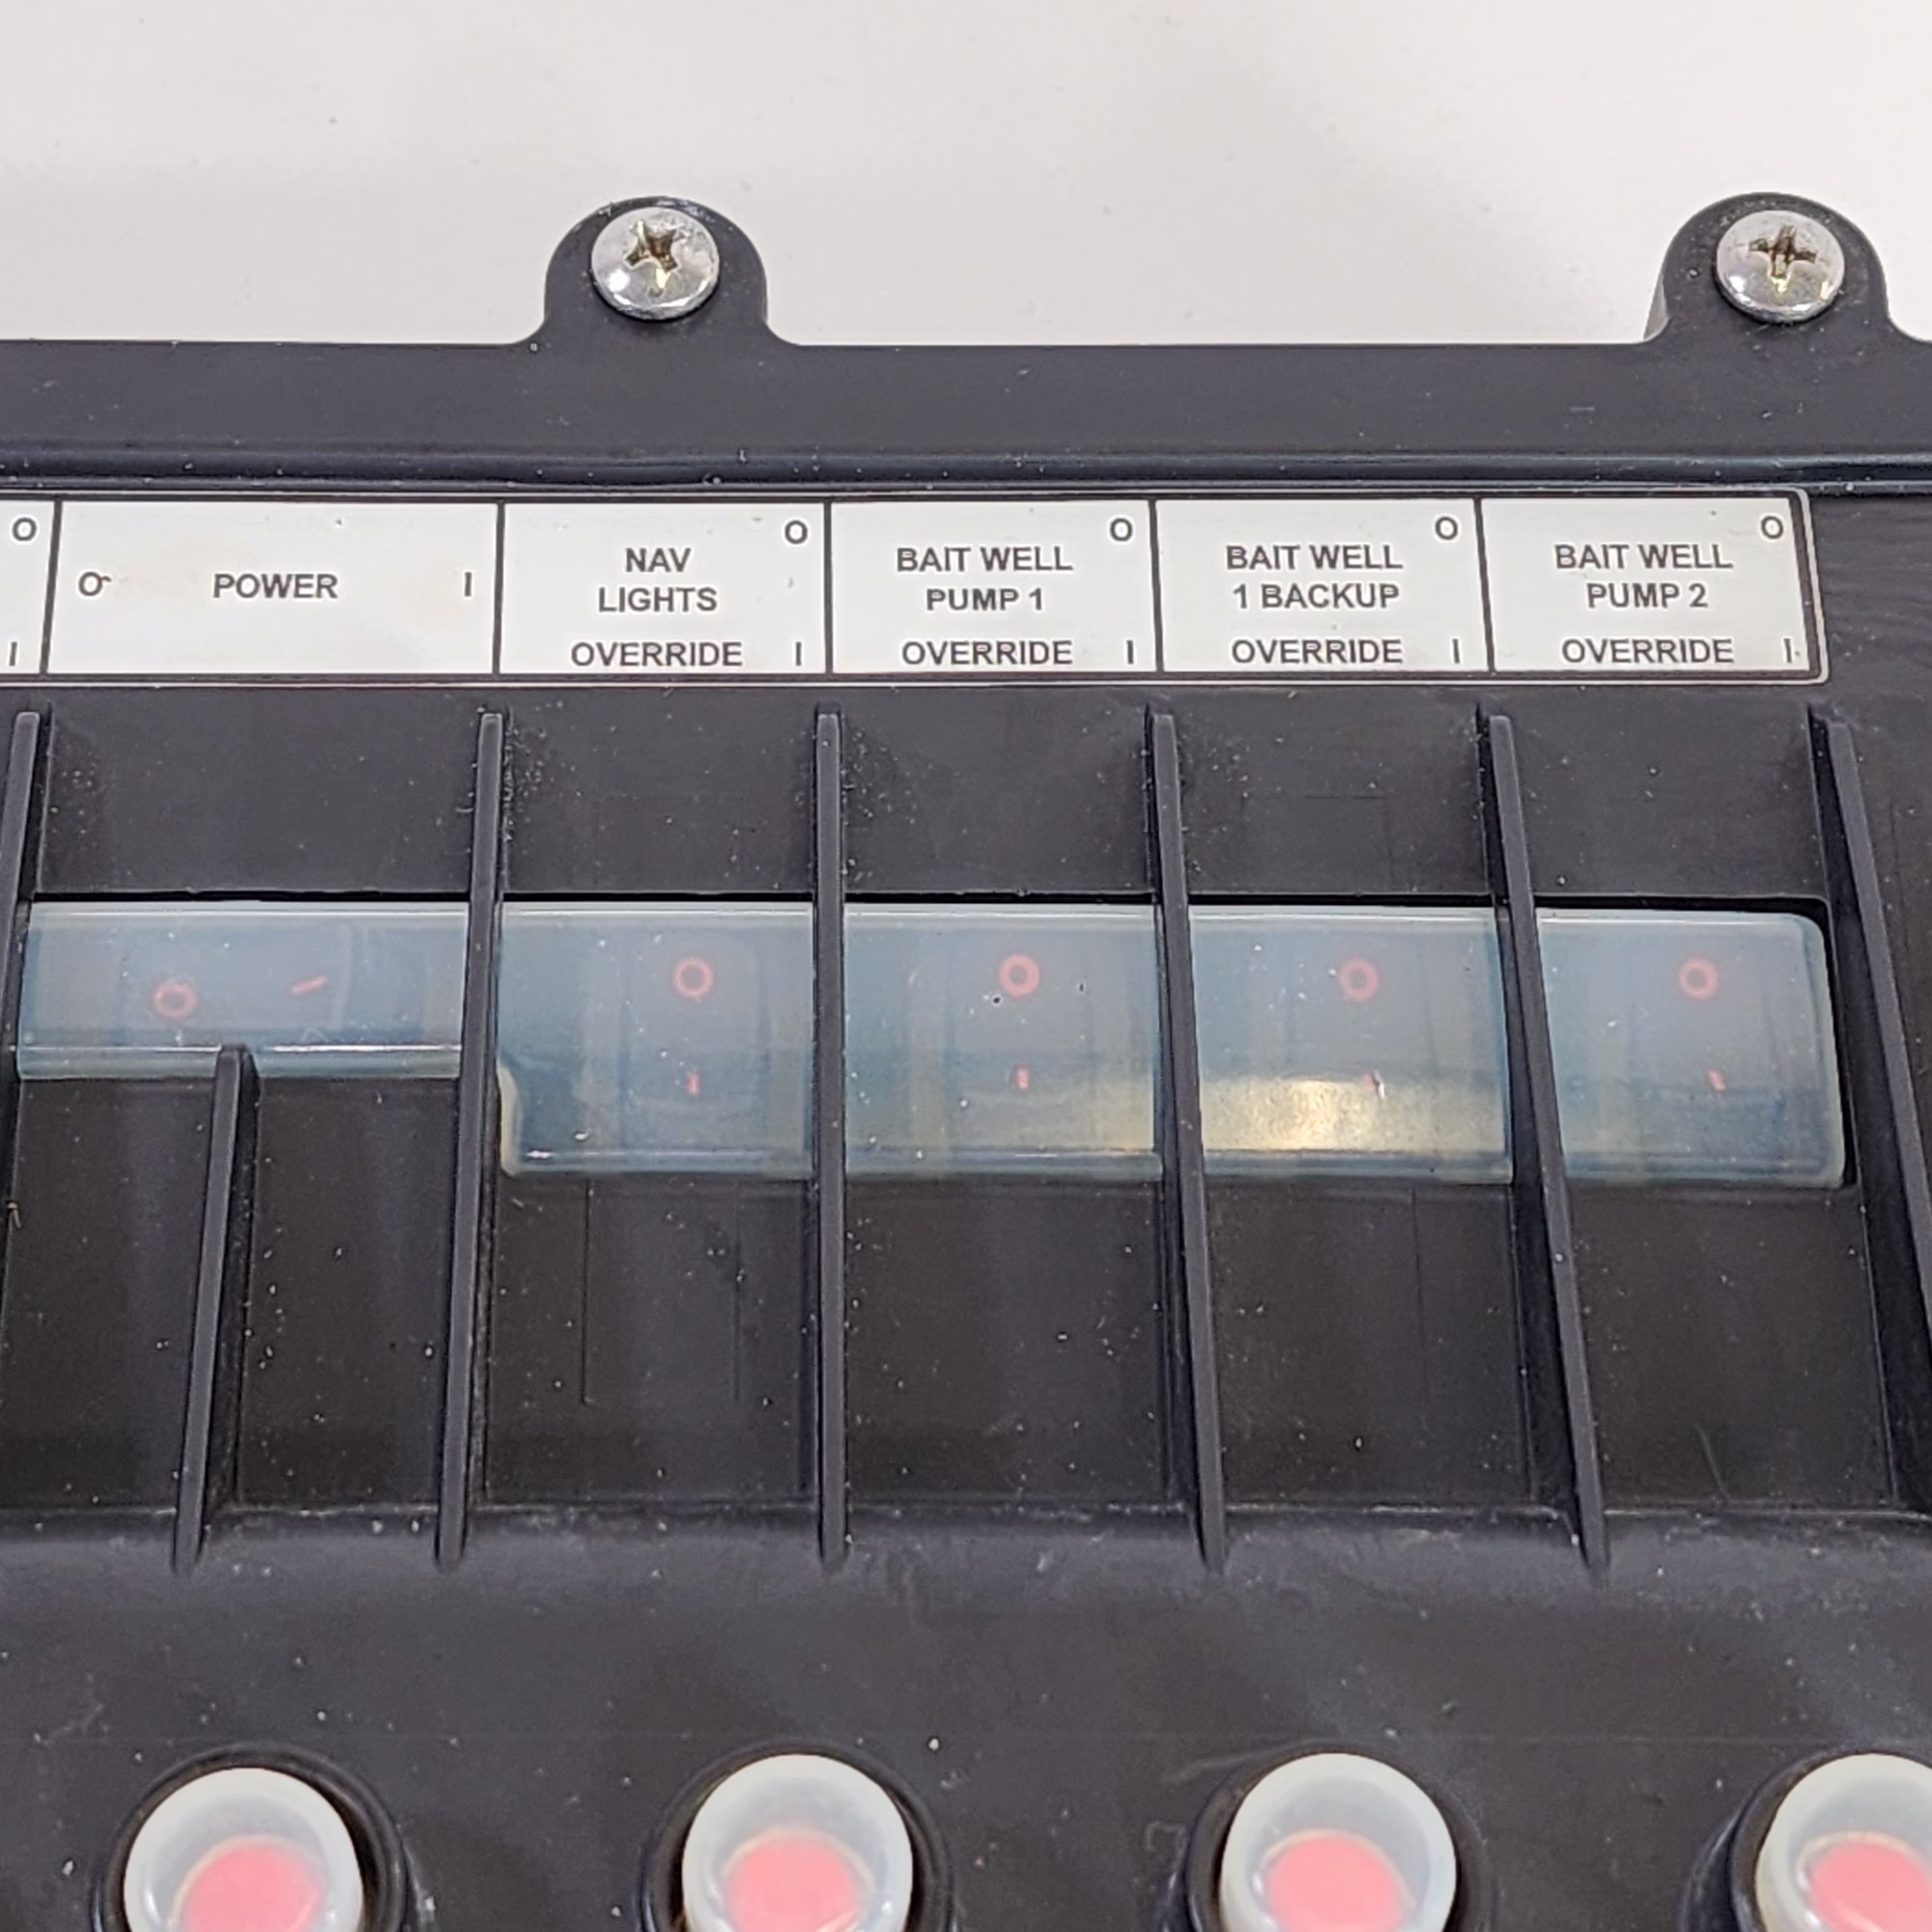 O
I
O POWER I
NAV
LIGHTS
OVERRIDE
O
I
BAIT WELL
PUMP 1
OVERRIDE
O
I
BAIT WELL
1 BACKUP
OVERRIDE
O
I
BAIT WELL
PUMP 2
OVERRIDE
O
I
O I
O
I
O
I
O
I
O
I